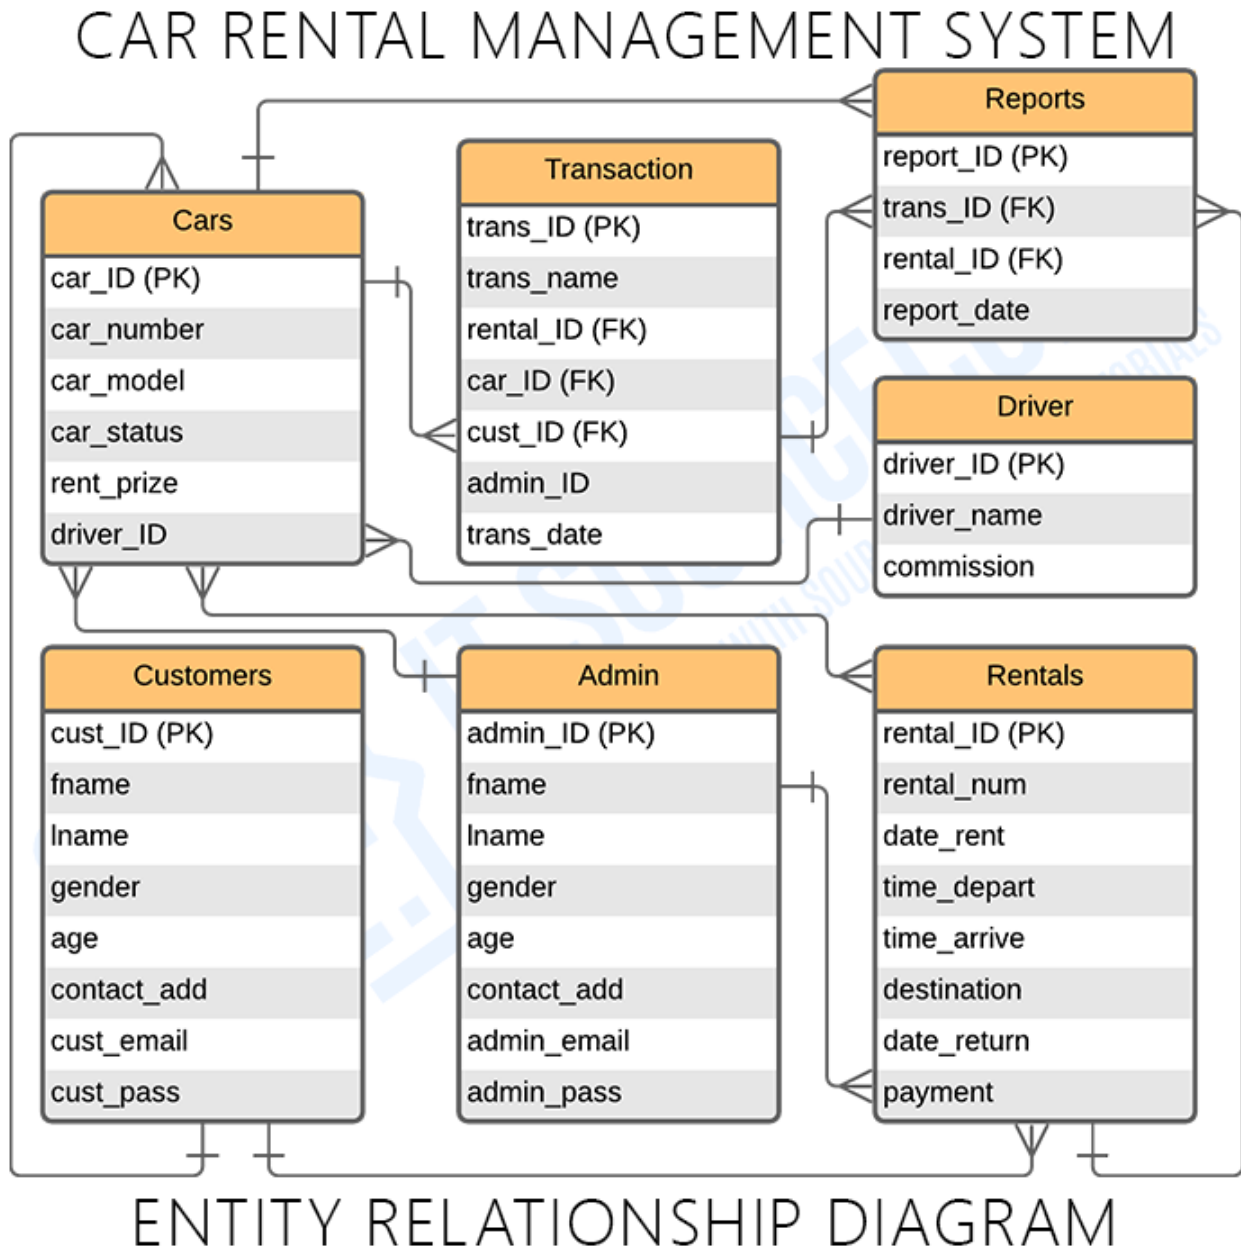 CAR RENTAL MANAGEMENT SYSTEM
Reports
report_ID (PK)
trans_ID (FK)
rental_ID (FK)
report_date
Transaction
trans_ID (PK)
trans_name
rental_ID (FK)
car_ID (FK)
cust_ID (FK)
admin_ID
trans_date
Cars
car_ID (PK)
car_number
car_model
car_status
rent_prize
driver_ID
Driver
driver_ID (PK)
driver_name
commission
Customers
cust_ID (PK)
fname
lname
gender
age
contact_add
cust_email
cust_pass
Admin
admin_ID (PK)
fname
lname
gender
age
contact_add
admin_email
admin_pass
Rentals
rental_ID (PK)
rental_num
date_rent
time_depart
time_arrive
destination
date_return
payment
ENTITY RELATIONSHIP DIAGRAM